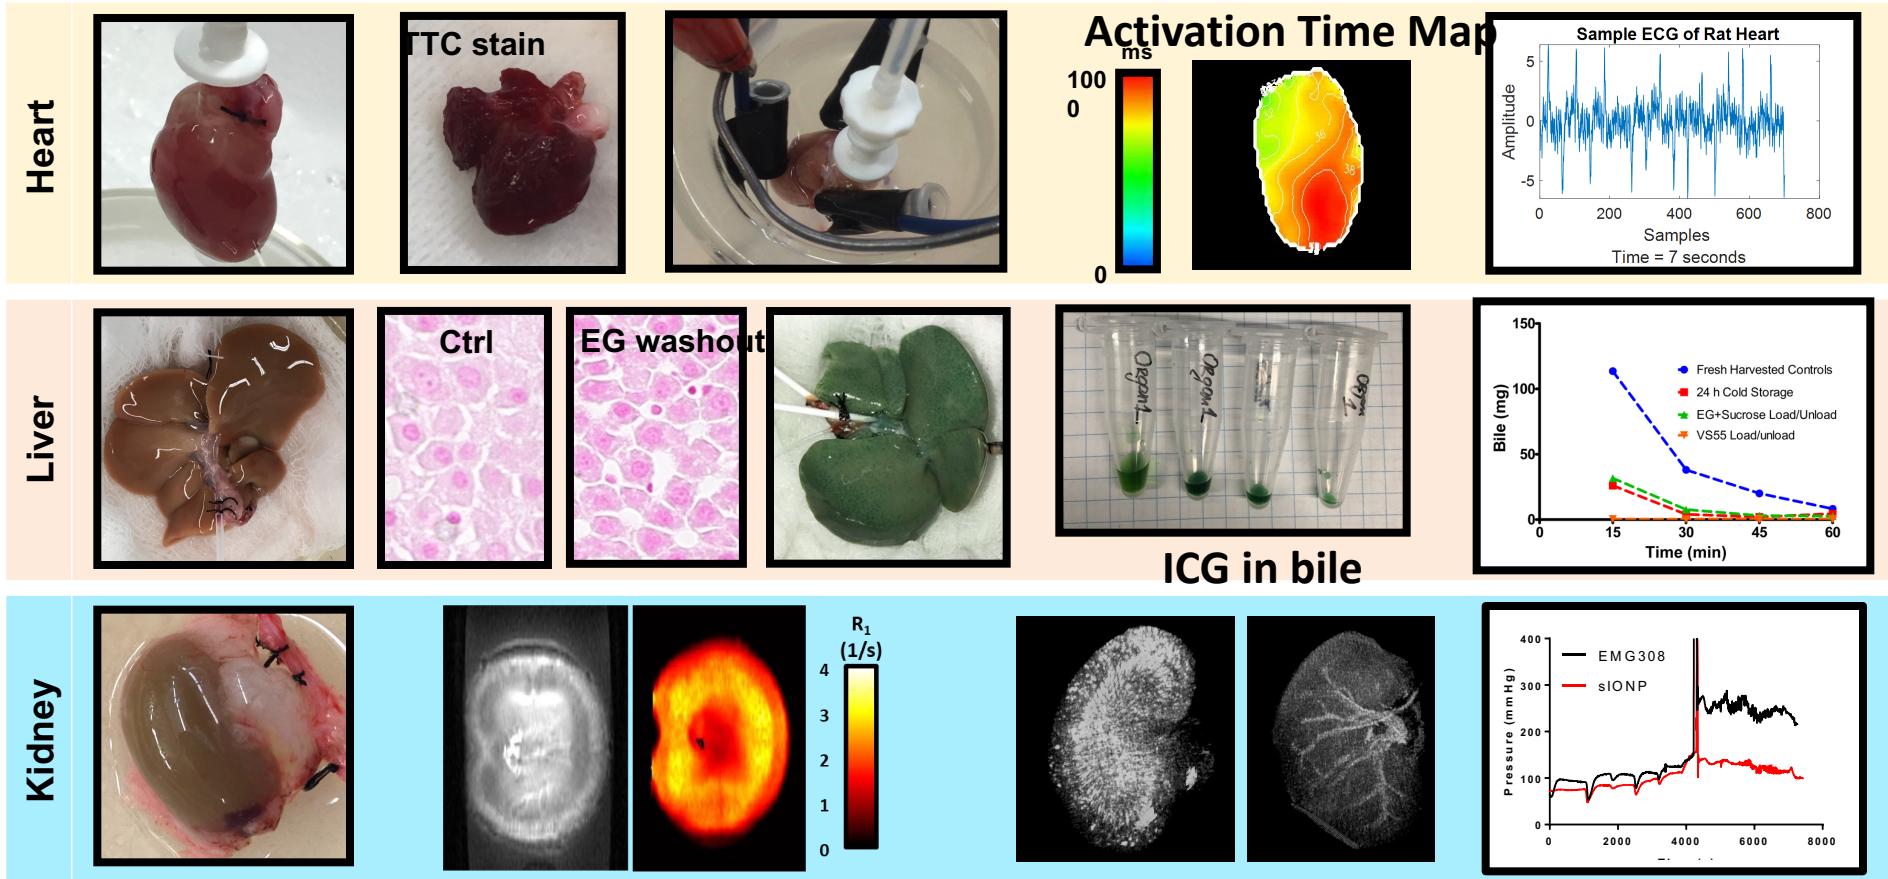 Heart
TTC stain
Activation Time Map
ms
100
0
0
32
36
38
Sample ECG of Rat Heart
Amplitude
5
0
-5
0 200 400 600 800
Samples
Time = 7 seconds
Liver
Ctrl
EG washout
Organ1
ICG in bile
Bile (mg)
150
100
50
0
0 15 30 45 60
Time (min)
Fresh Harvested Controls
24 h Cold Storage
EG+Sucrose Load/Unload
VS55 Load/unload
Kidney
R1
(1/s)
4
3
2
1
0
Pressure (mmHg)
400
300
200
100
0
0 2000 4000 6000 8000
EMG308
sIONP